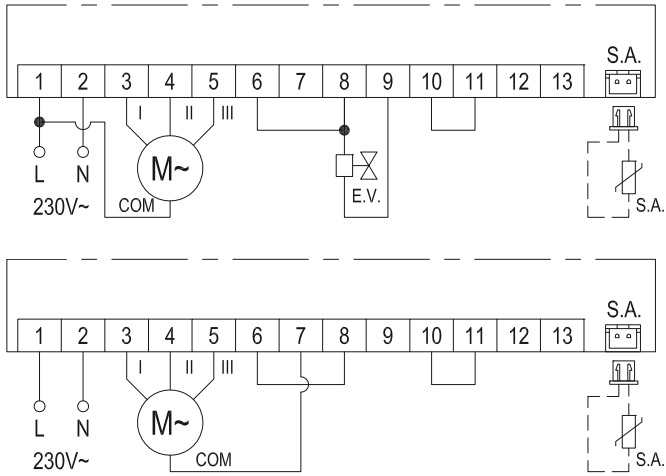 S.A.
1 2 3 4 5 6 7 8 9 10 11 12 13
I II III
M~
L N
E.V.
230V~ COM
S.A.
S.A.
1 2 3 4 5 6 7 8 9 10 11 12 13
I II III
M~
L N
230V~ COM
S.A.